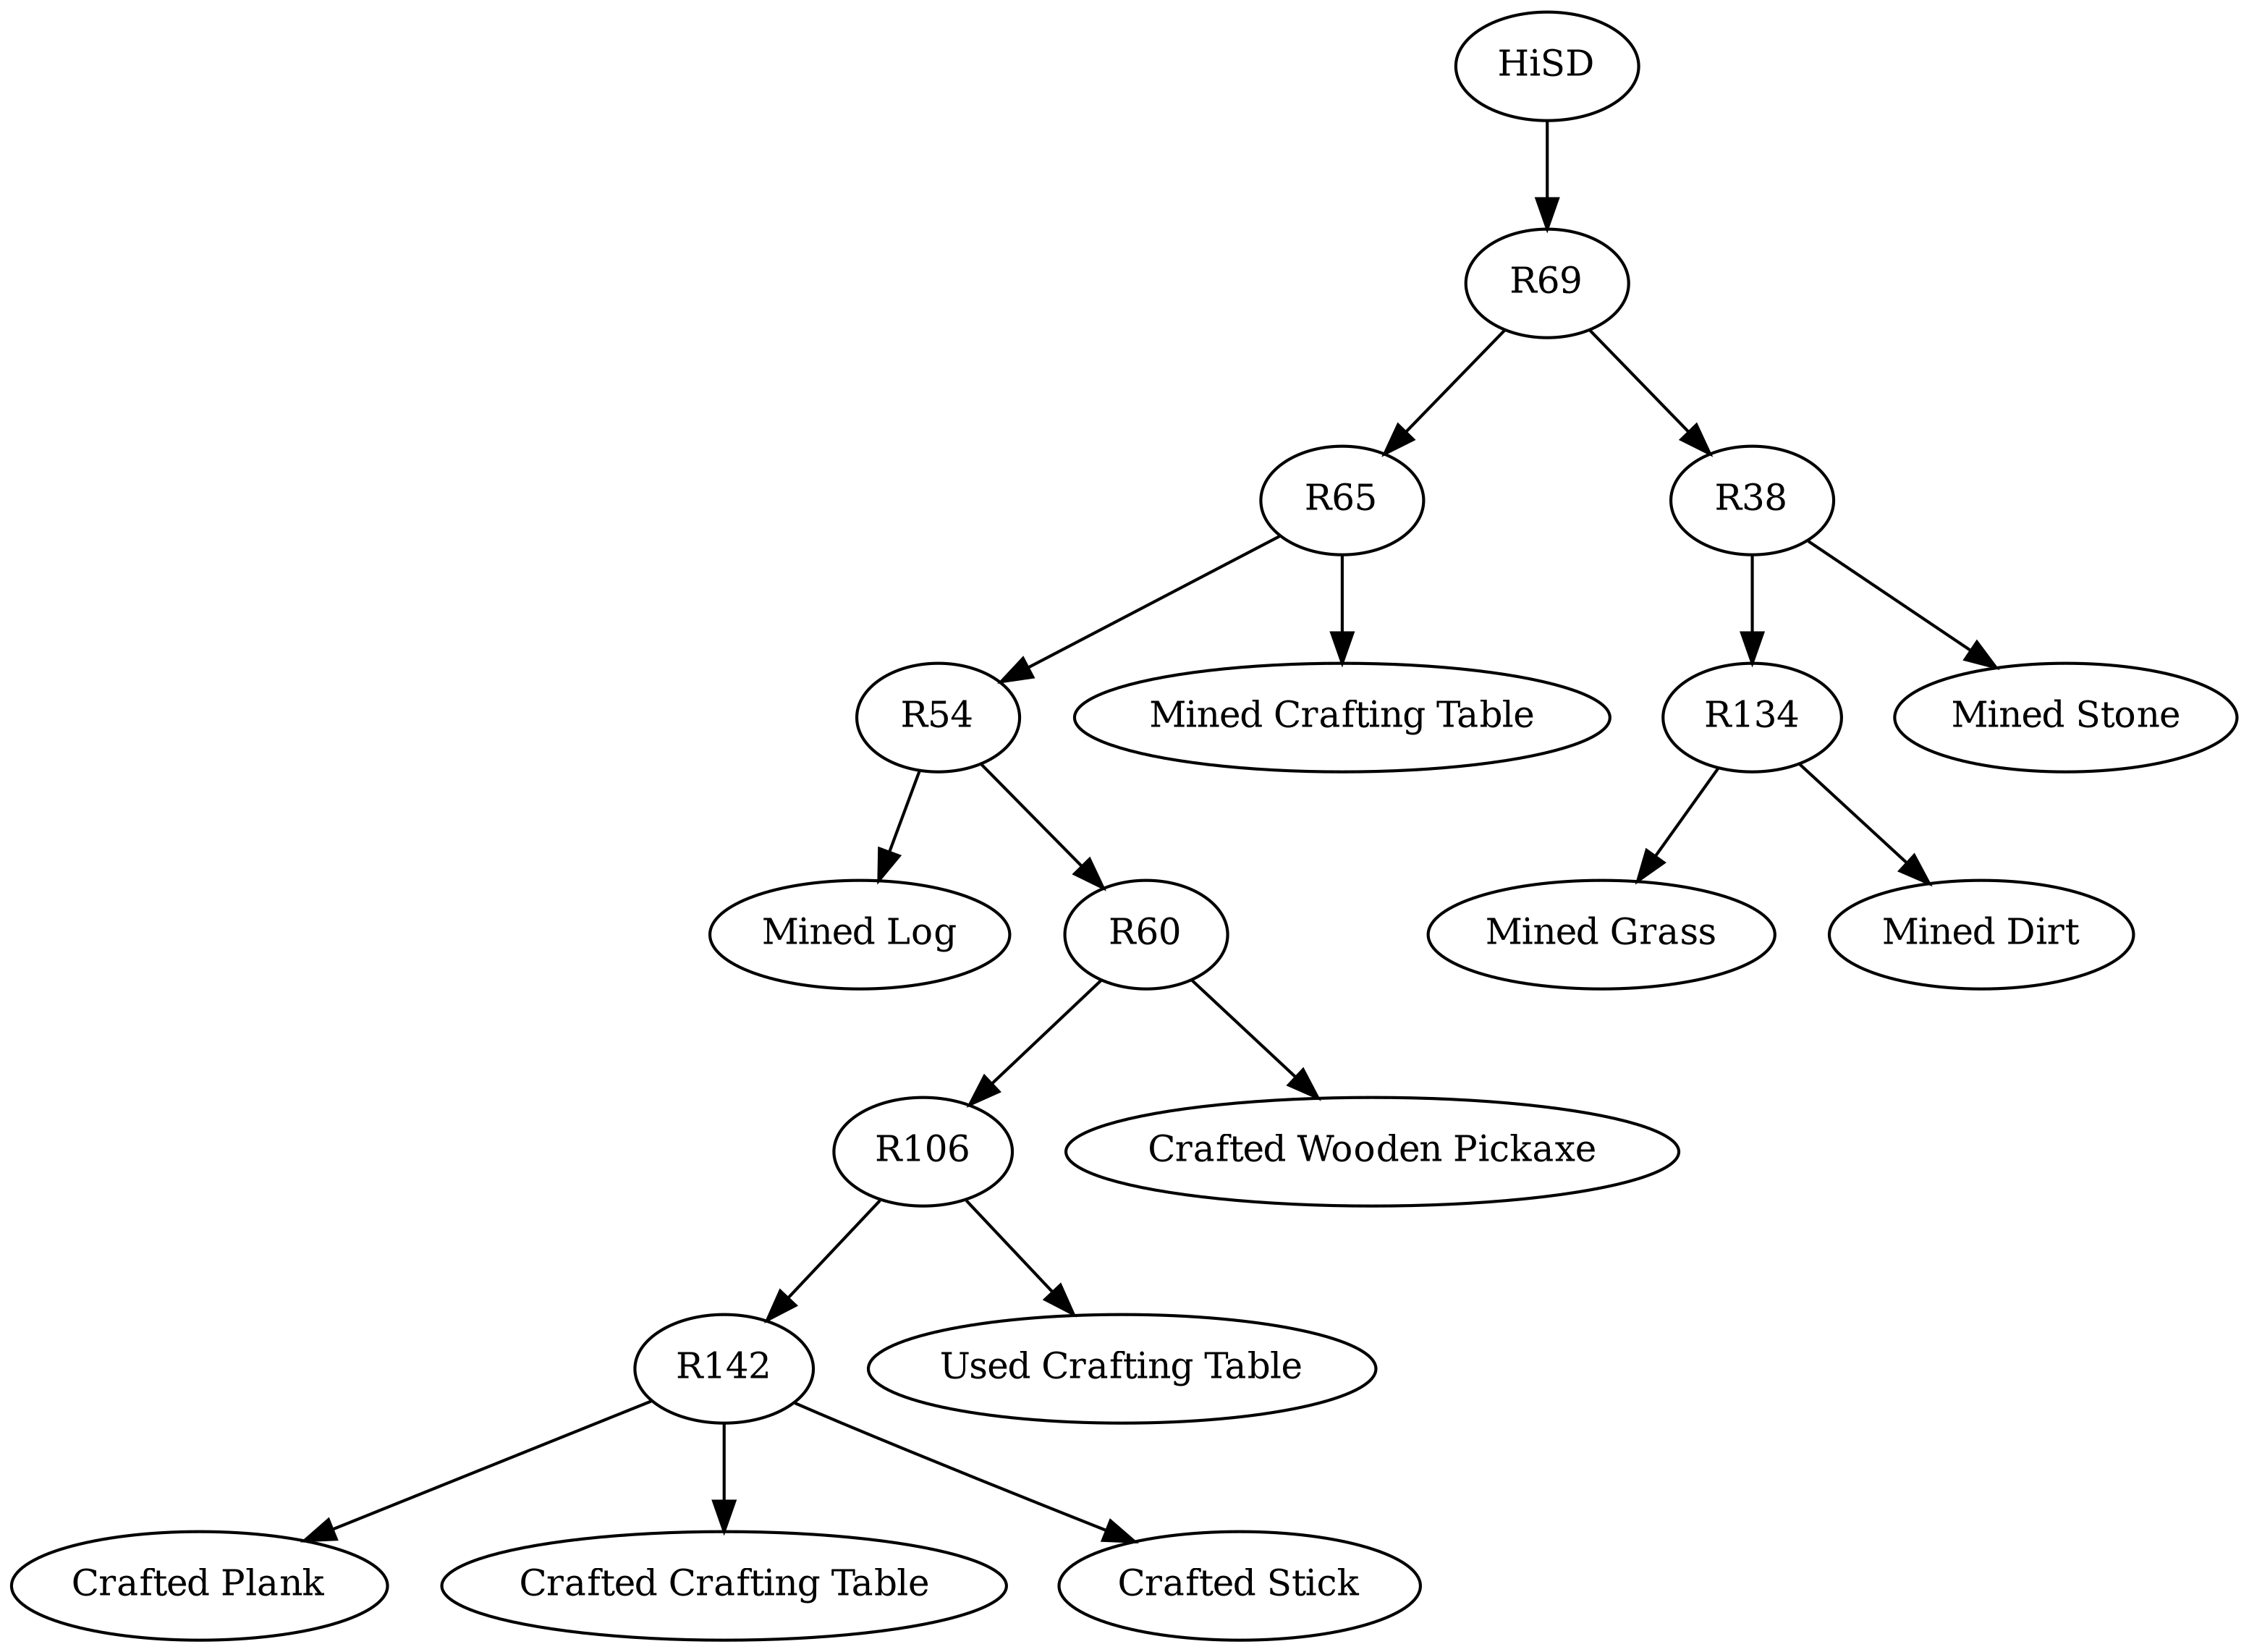 HiSD
R69
R65
R38
R54
Mined Crafting Table
R134
Mined Stone
Mined Log
R60
Mined Grass
Mined Dirt
R106
Crafted Wooden Pickaxe
R142
Used Crafting Table
Crafted Plank
Crafted Crafting Table
Crafted Stick